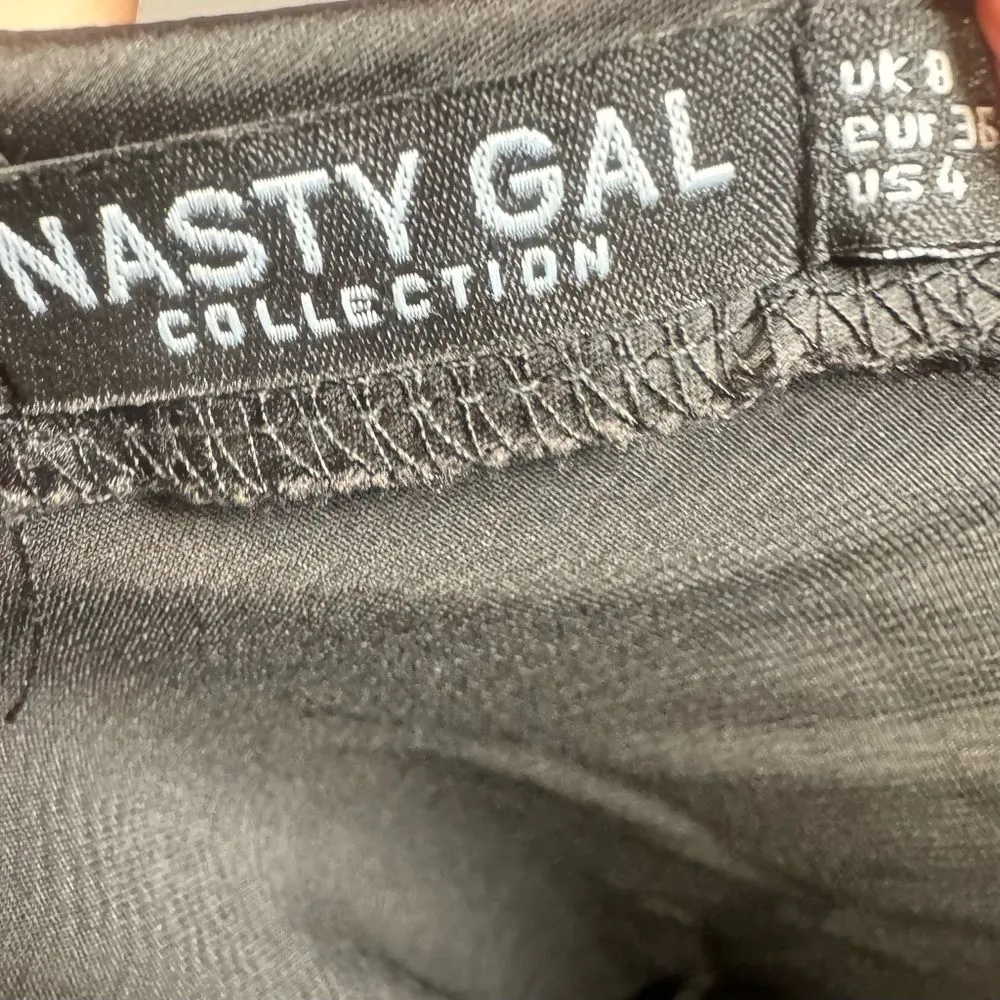 NASTY GAL
COLLECTION
UK 8
eur 36
US 4